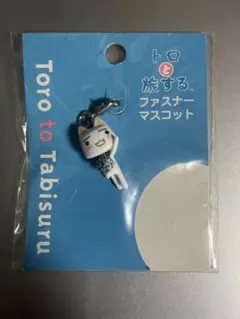 トロ
と
旅する。
ファスナー
マスコット
Toro to Tabisuru